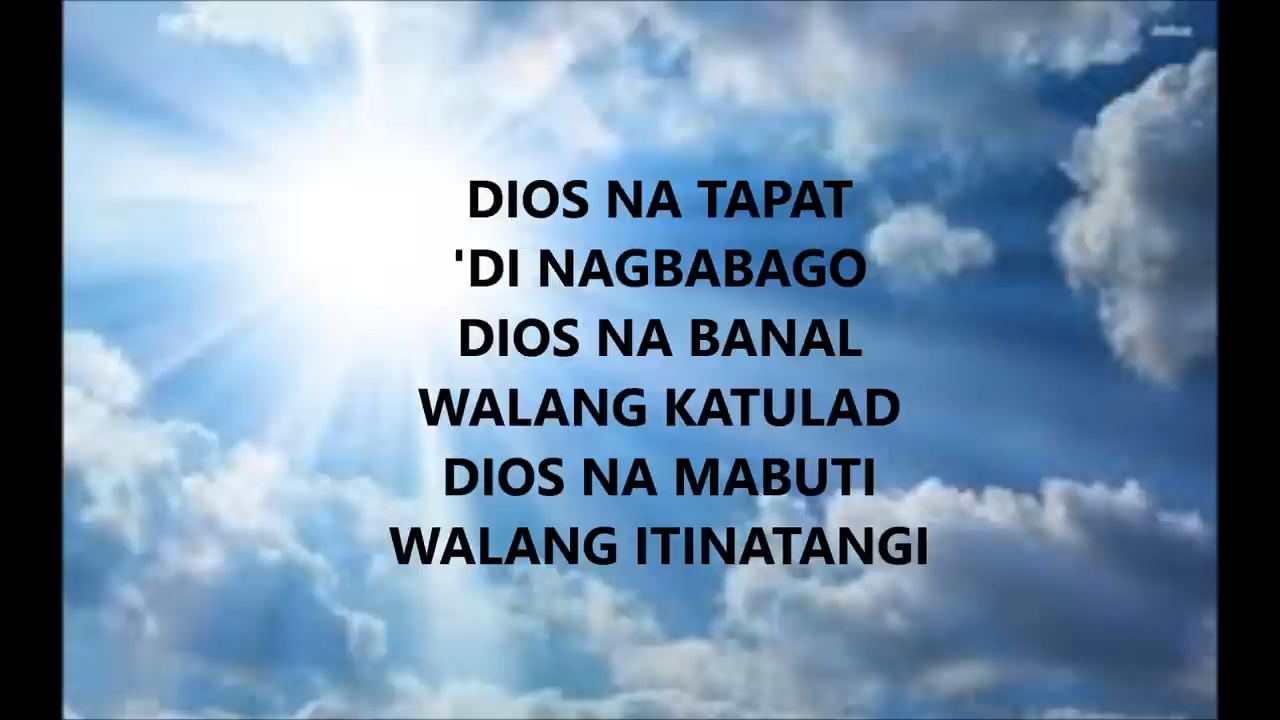 DIOS NA TAPAT
'DI NAGBABAGO
DIOS NA BANAL
WALANG KATULAD
DIOS NA MABUTI
WALANG ITINATANGI